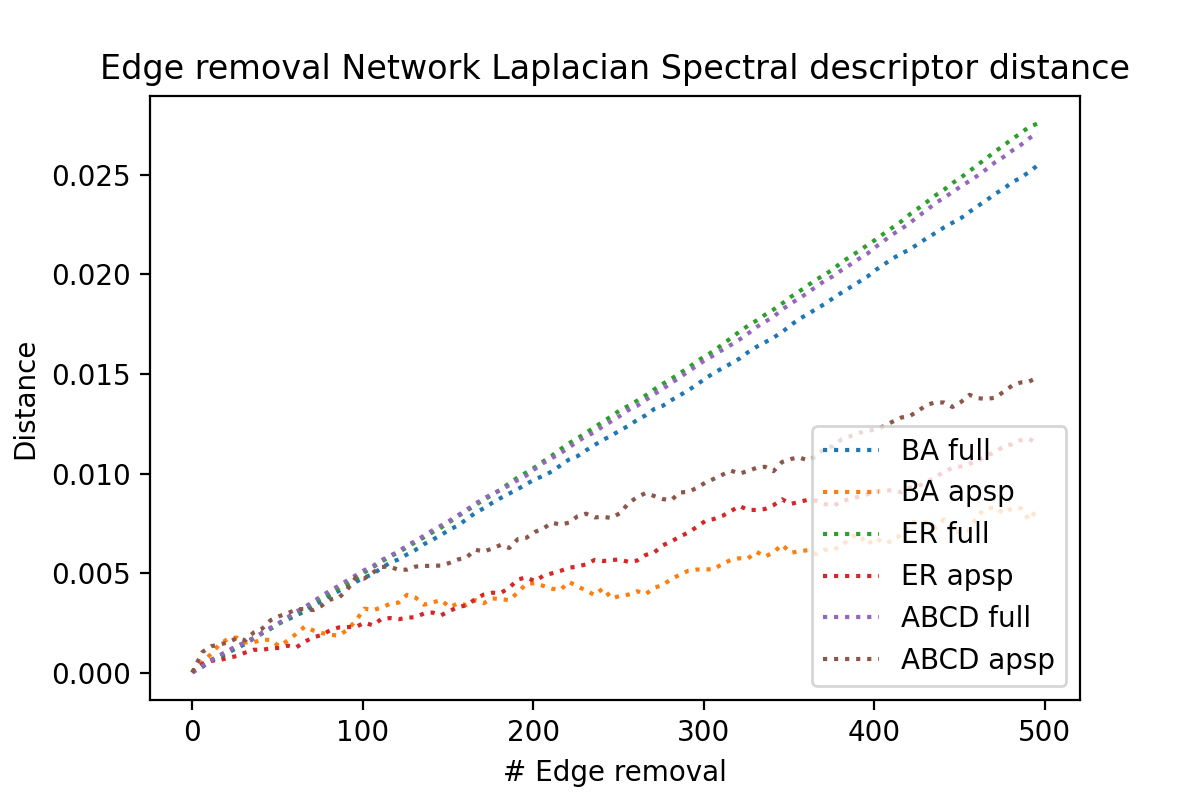 Edge removal Network Laplacian Spectral descriptor distance
0.025
0.020
0.015
0.010
0.005
0.000
Distance
BA full
BA apsp
ER full
ER apsp
ABCD full
ABCD apsp
0 100 200 300 400 500
# Edge removal